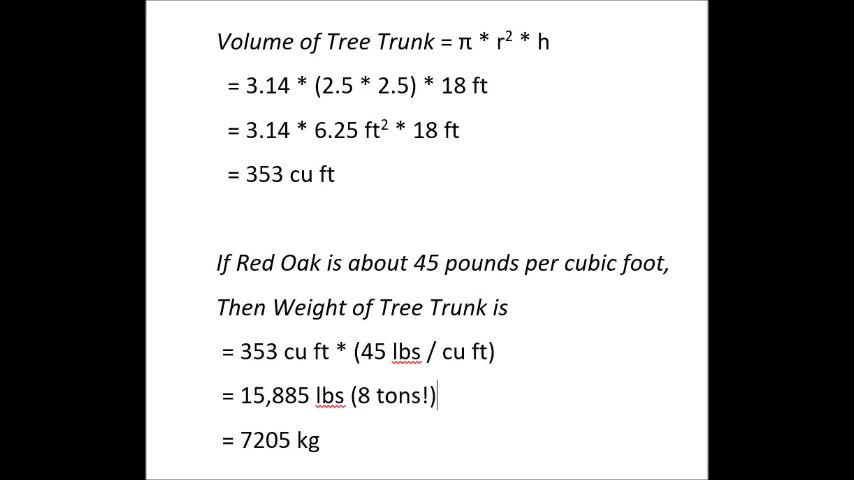 Volume of Tree Trunk = π * r² * h
= 3.14 * (2.5 * 2.5) * 18 ft
= 3.14 * 6.25 ft² * 18 ft
= 353 cu ft
If Red Oak is about 45 pounds per cubic foot,
Then Weight of Tree Trunk is
= 353 cu ft * (45 lbs / cu ft)
= 15,885 lbs (8 tons!)
= 7205 kg